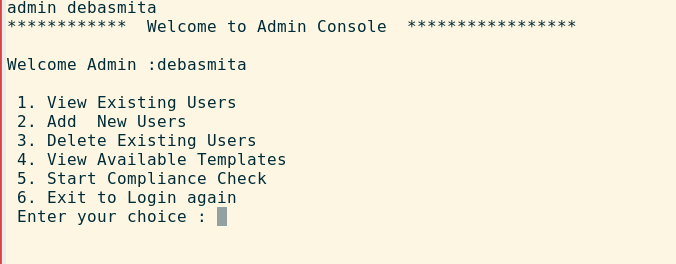 admin debasmita
************  Welcome to Admin Console  *****************
Welcome Admin :debasmita
1. View Existing Users
2. Add  New Users
3. Delete Existing Users
4. View Available Templates
5. Start Compliance Check
6. Exit to Login again
Enter your choice :